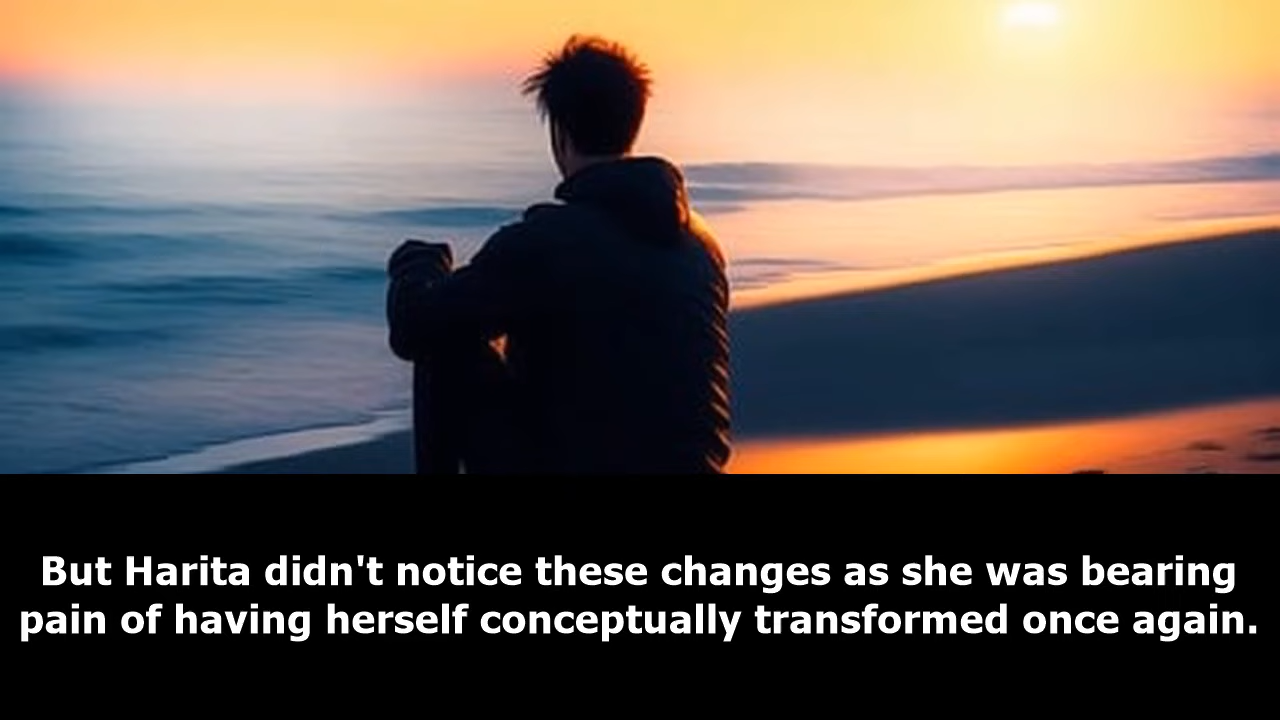 But Harita didn't notice these changes as she was bearing
pain of having herself conceptually transformed once again.